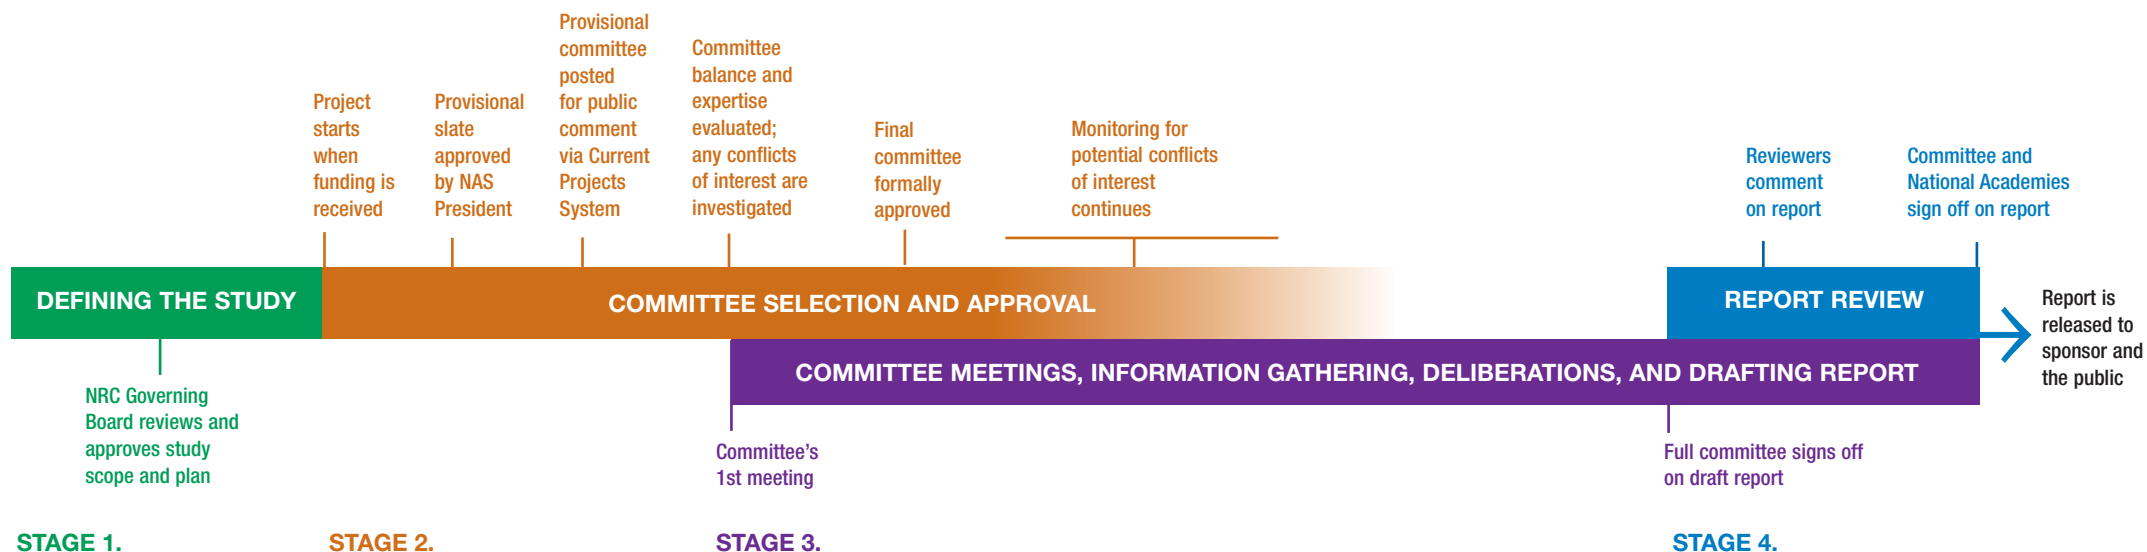 Project
starts
when
funding is
received
Provisional
slate
approved
by NAS
President
Provisional
committee
posted
for public
comment
via Current
Projects
System
Committee
balance and
expertise
evaluated;
any conflicts
of interest are
investigated
Final
committee
formally
approved
Monitoring for
potential conflicts
of interest
continues
Reviewers
comment
on report
Committee and
National Academies
sign off on report
DEFINING THE STUDY
COMMITTEE SELECTION AND APPROVAL
REPORT REVIEW
Report is
released to
sponsor and
the public
COMMITTEE MEETINGS, INFORMATION GATHERING, DELIBERATIONS, AND DRAFTING REPORT
NRC Governing
Board reviews and
approves study
scope and plan
Committee's
1st meeting
Full committee signs off
on draft report
STAGE 1.
STAGE 2.
STAGE 3.
STAGE 4.